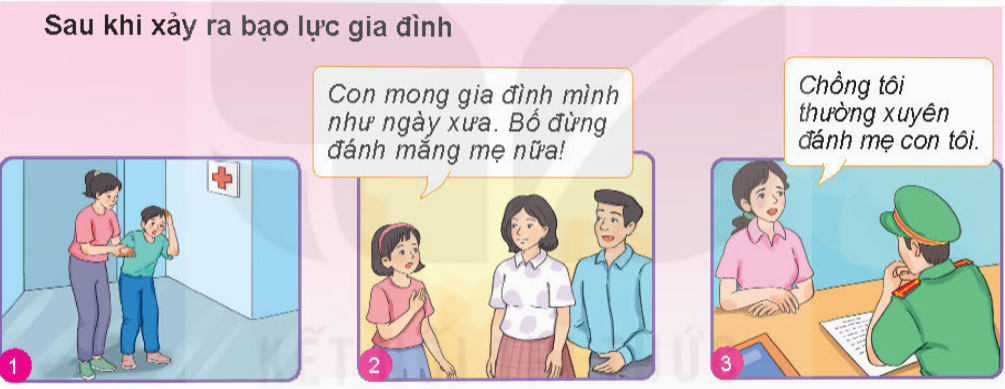 Sau khi xảy ra bạo lực gia đình
Con mong gia đình mình
như ngày xưa. Bố đừng
đánh mắng mẹ nữa!
Chồng tôi
thường xuyên
đánh mẹ con tôi.
1
2
3